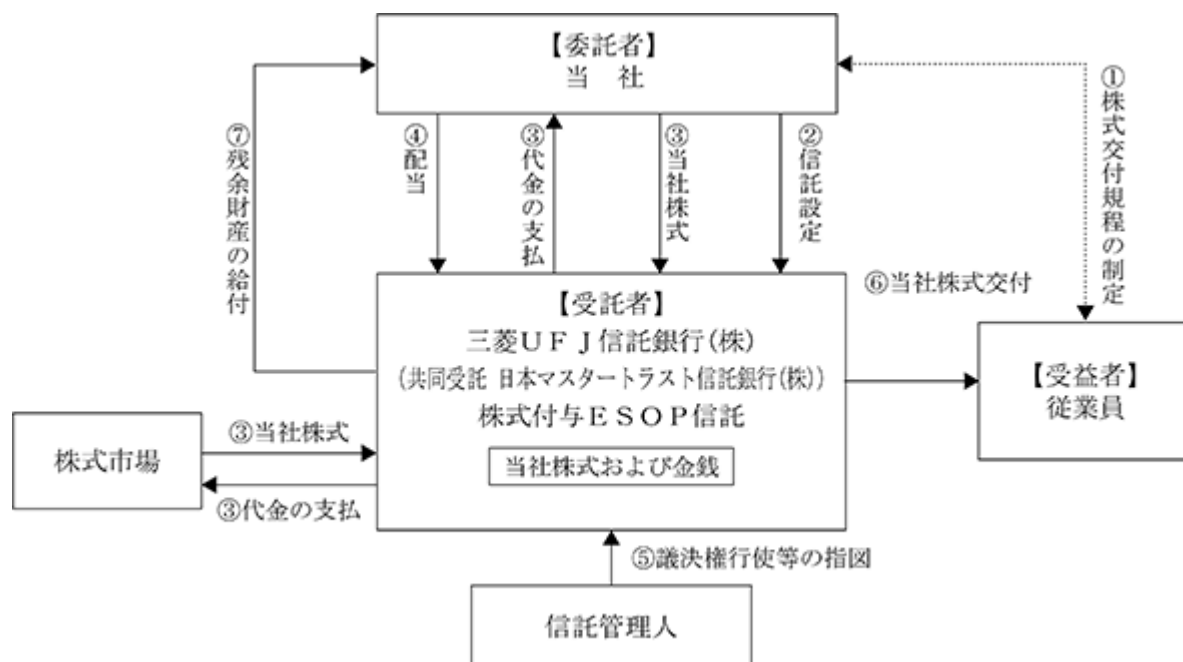 【委託者】
当 社
①株式交付規程の制定
⑦残余財産の給付
④配当
③代金の支払
③当社株式
②信託設定
⑥当社株式交付
【受託者】
三菱UFJ信託銀行(株)
(共同受託 日本マスタートラスト信託銀行(株))
株式付与ESOP信託
当社株式および金銭
【受益者】
従業員
株式市場
③当社株式
③代金の支払
⑤議決権行使等の指図
信託管理人